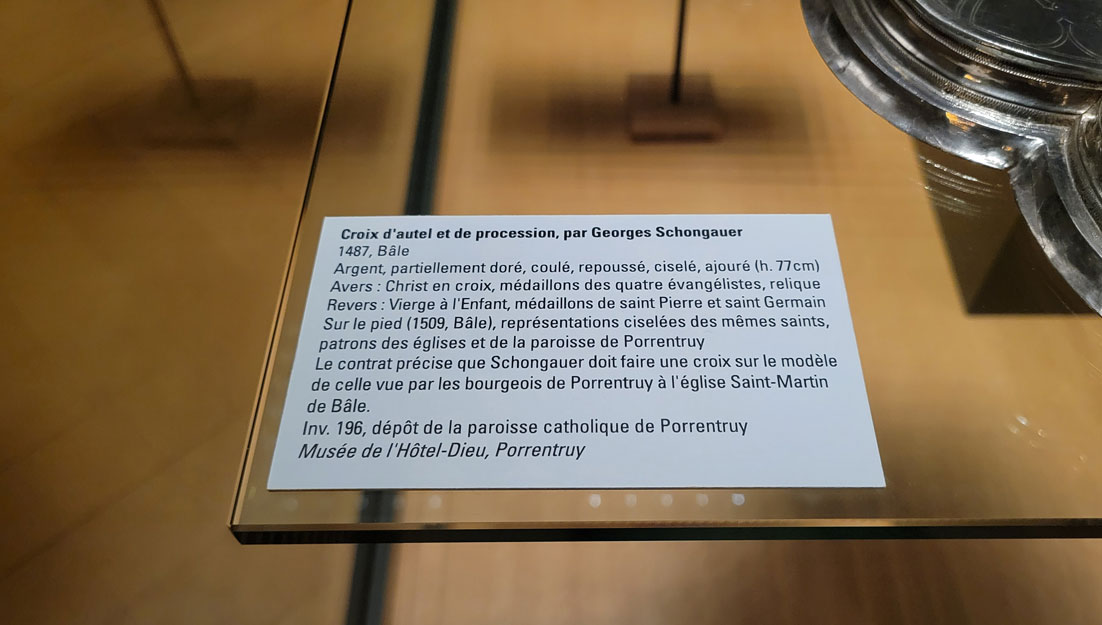 Croix d'autel et de procession, par Georges Schongauer
1487, Bâle
Argent, partiellement doré, coulé, repoussé, ciselé, ajouré (h. 77cm)
Avers : Christ en croix, médaillons des quatre évangélistes, relique
Revers : Vierge à l'Enfant, médaillons de saint Pierre et saint Germain
Sur le pied (1509, Bâle), représentations ciselées des mêmes saints,
patrons des églises et de la paroisse de Porrentruy
Le contrat précise que Schongauer doit faire une croix sur le modèle
de celle vue par les bourgeois de Porrentruy à l'église Saint-Martin
de Bâle.
Inv. 196, dépôt de la paroisse catholique de Porrentruy
Musée de l'Hôtel-Dieu, Porrentruy